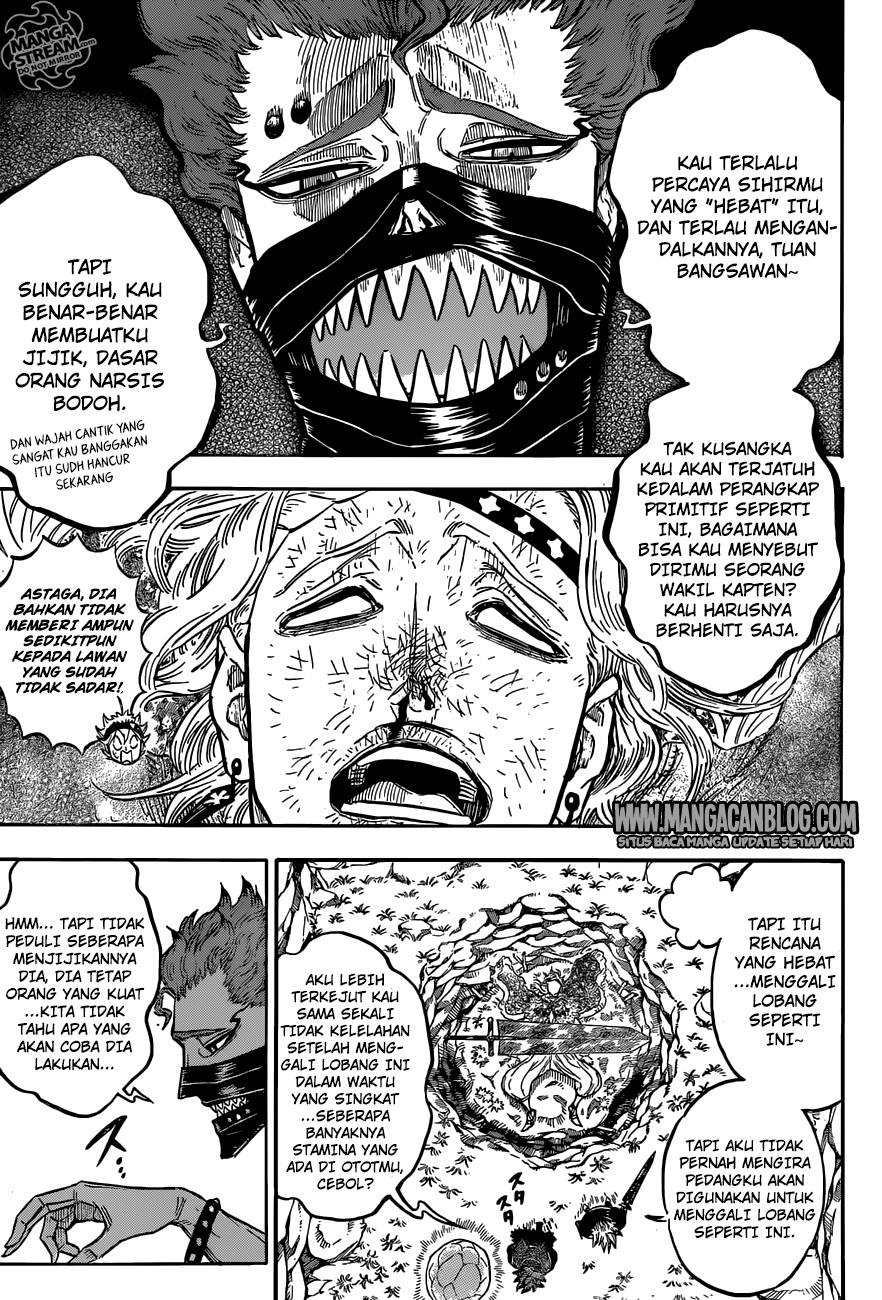 MANGA
STREAM
.com
DO NOT MIRROR
KAU TERLALU
PERCAYA SIHIRMU
YANG "HEBAT" ITU,
DAN TERLAU MENGAN-
DALKANNYA, TUAN
BANGSAWAN~
TAK KUSANGKA
KAU AKAN TERJATUH
KEDALAM PERANGKAP
PRIMITIF SEPERTI
INI, BAGAIMANA
BISA KAU MENYEBUT
DIRIMU SEORANG
WAKIL KAPTEN?
KAU HARUSNYA
BERHENTI SAJA.
TAPI
SUNGGUH, KAU
BENAR-BENAR
MEMBUATKU
JIJIK, DASAR
ORANG NARSIS
BODOH.
DAN WAJAH CANTIK YANG
SANGAT KAU BANGGAKAN
ITU SUDH HANCUR
SEKARANG
ASTAGA, DIA
BAHKAN TIDAK
MEMBERI AMPUN
SEDIKITPUN
KEPADA LAWAN
YANG SUDAH
TIDAK SADAR!
WWW.MANGACANBLOG.COM
SITUS BACA MANGA UPDATE SETIAP HARI
TAPI ITU
RENCANA
YANG HEBAT
...MENGGALI
LOBANG
SEPERTI
INI~
TAPI AKU TIDAK
PERNAH MENGIRA
PEDANGKU AKAN
DIGUNAKAN UNTUK
MENGGALI LOBANG
SEPERTI INI.
AKU LEBIH
TERKEJUT KAU
SAMA SEKALI
TIDAK KELELAHAN
SETELAH MENG-
GALI LOBANG INI
DALAM WAKTU
YANG SINGKAT
...SEBERAPA
BANYAKNYA
STAMINA YANG
ADA DI OTOTMU,
CEBOL?
スタ
スタ
HMM... TAPI TIDAK
PEDULI SEBERAPA
MENJIJIKANNYA
DIA, DIA TETAP
ORANG YANG KUAT
...KITA TIDAK
TAHU APA YANG
AKAN COBA DIA
LAKUKAN...
ス...